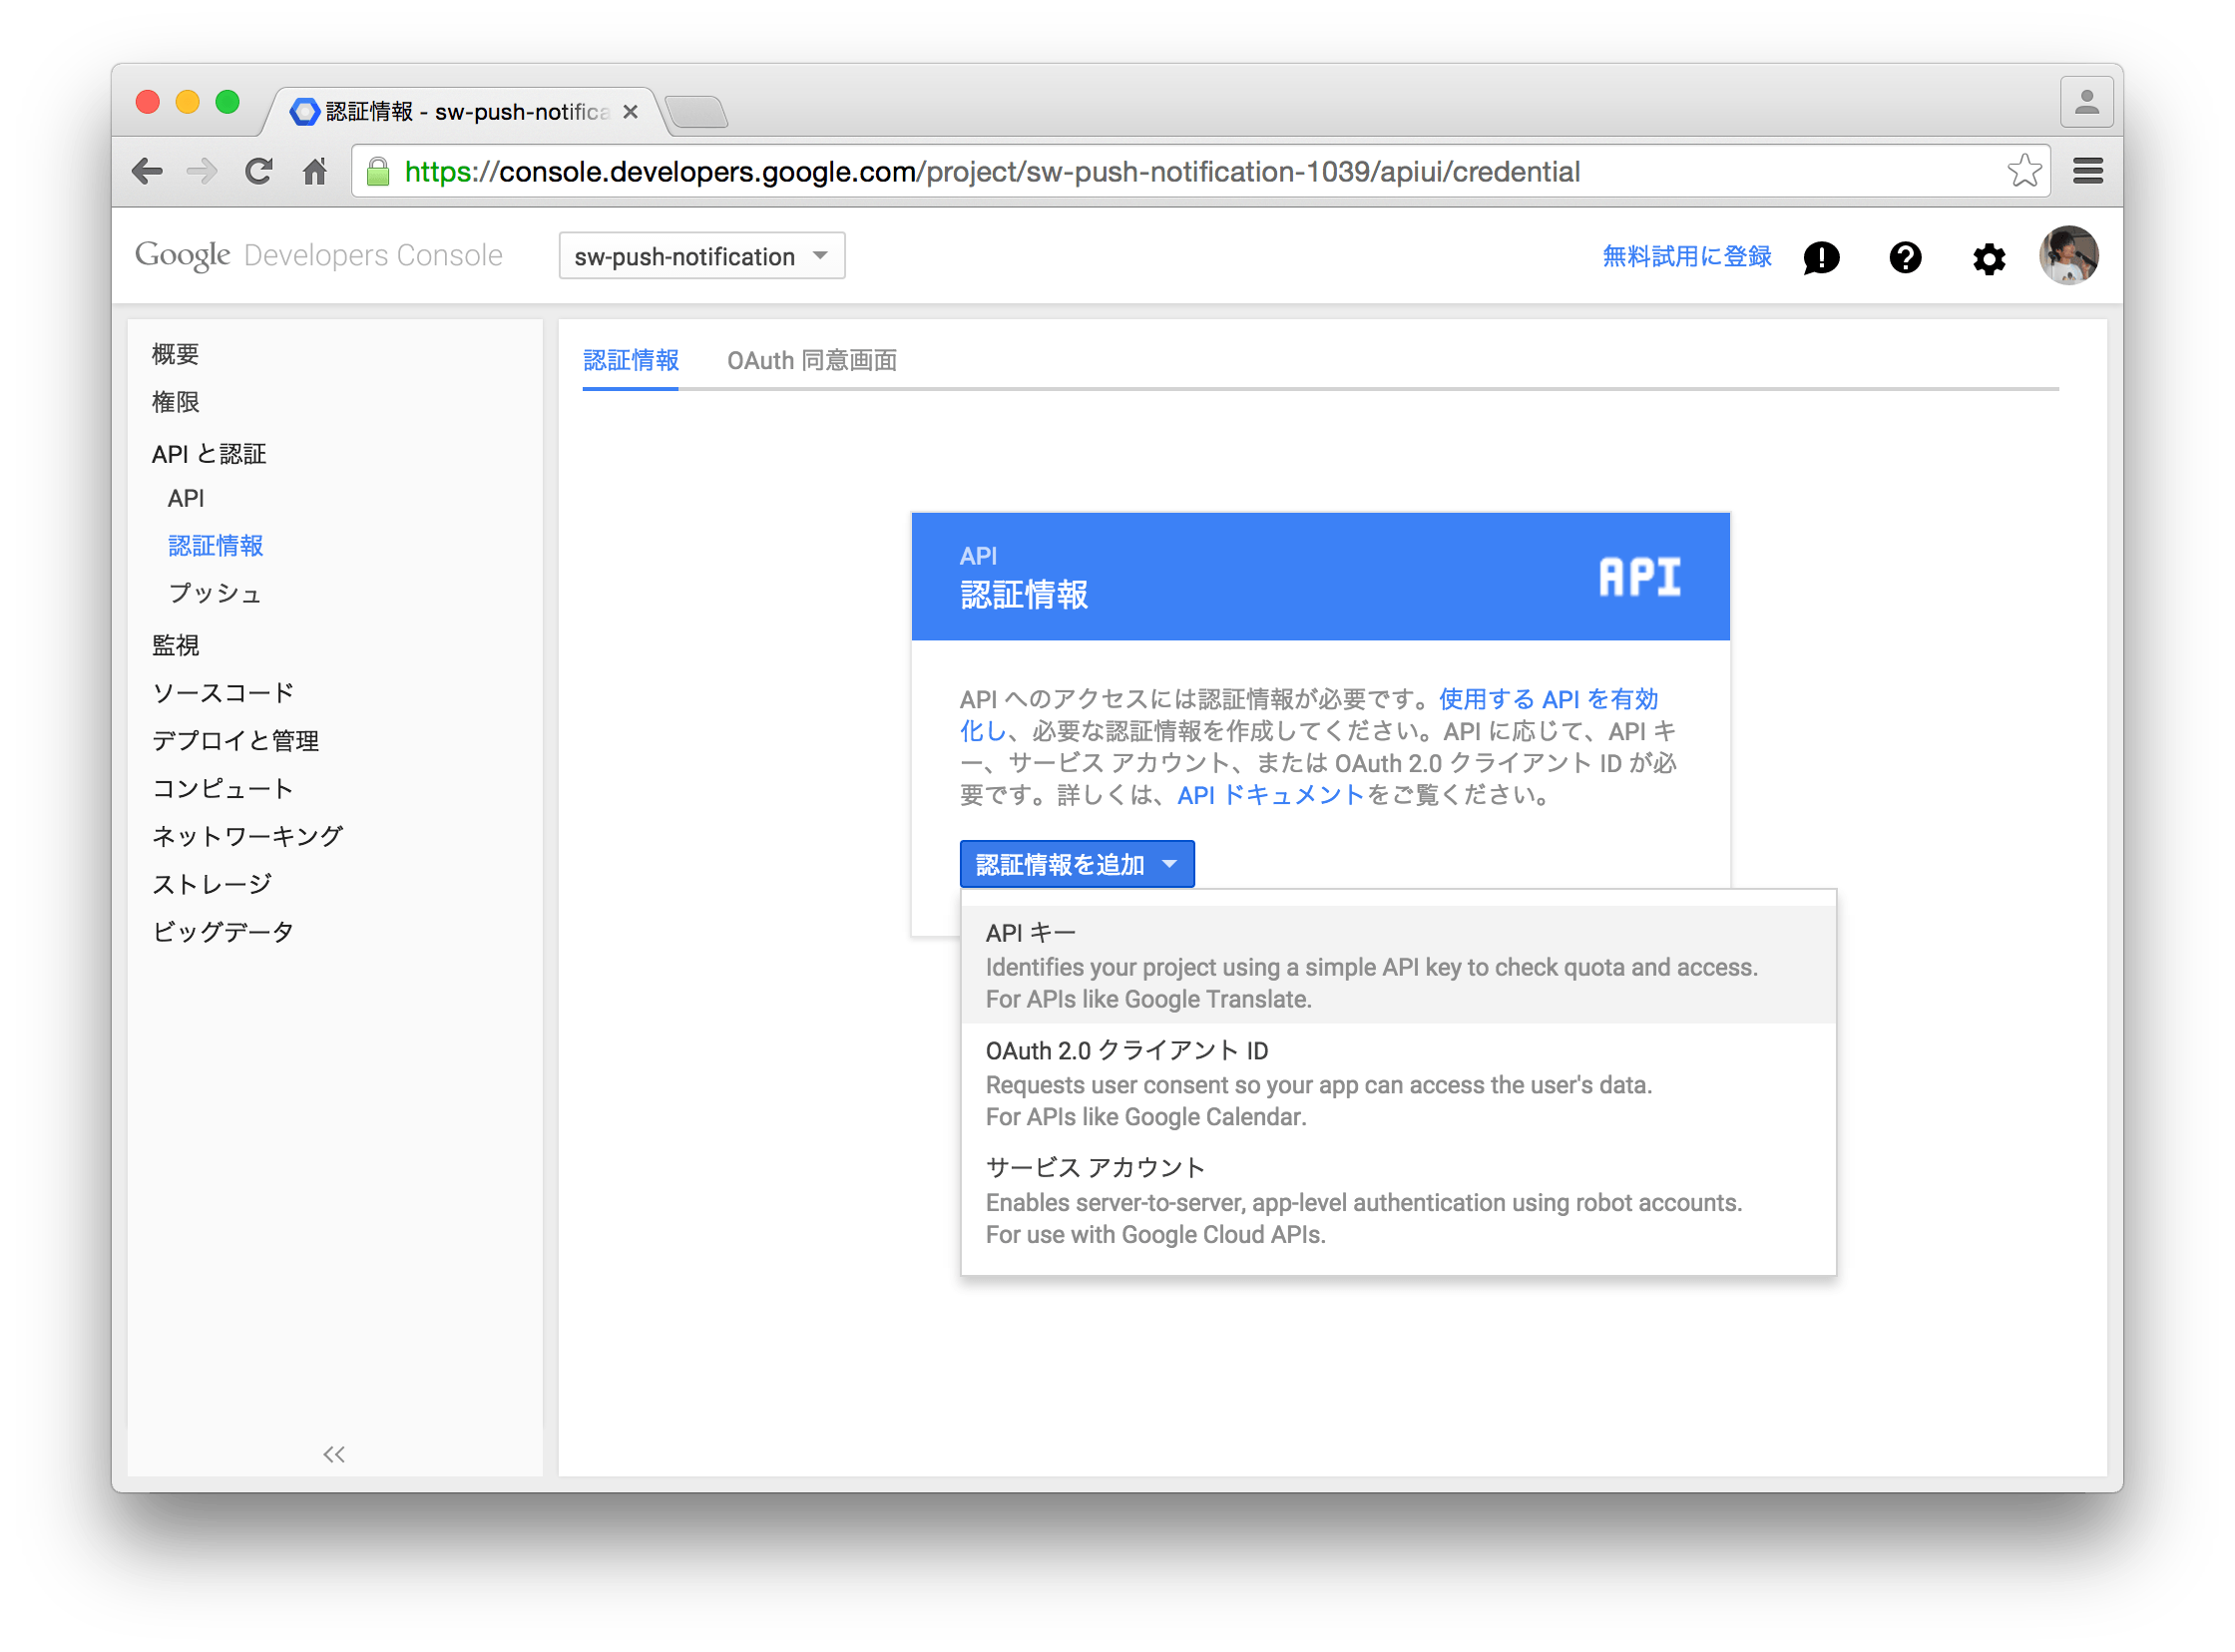 認証情報 - sw-push-notifica
https://console.developers.google.com/project/sw-push-notification-1039/apiui/credential
Google Developers Console
sw-push-notification
無料試用に登録
概要
権限
API と認証
API
認証情報
プッシュ
監視
ソースコード
デプロイと管理
コンピュート
ネットワーキング
ストレージ
ビッグデータ
認証情報
OAuth 同意画面
API
認証情報
API
API へのアクセスには認証情報が必要です。使用する API を有効
化し、必要な認証情報を作成してください。API に応じて、API キ
ー、サービス アカウント、または OAuth 2.0 クライアント ID が必
要です。詳しくは、API ドキュメントをご覧ください。
認証情報を追加
API キー
Identifies your project using a simple API key to check quota and access.
For APIs like Google Translate.
OAuth 2.0 クライアント ID
Requests user consent so your app can access the user's data.
For APIs like Google Calendar.
サービス アカウント
Enables server-to-server, app-level authentication using robot accounts.
For use with Google Cloud APIs.